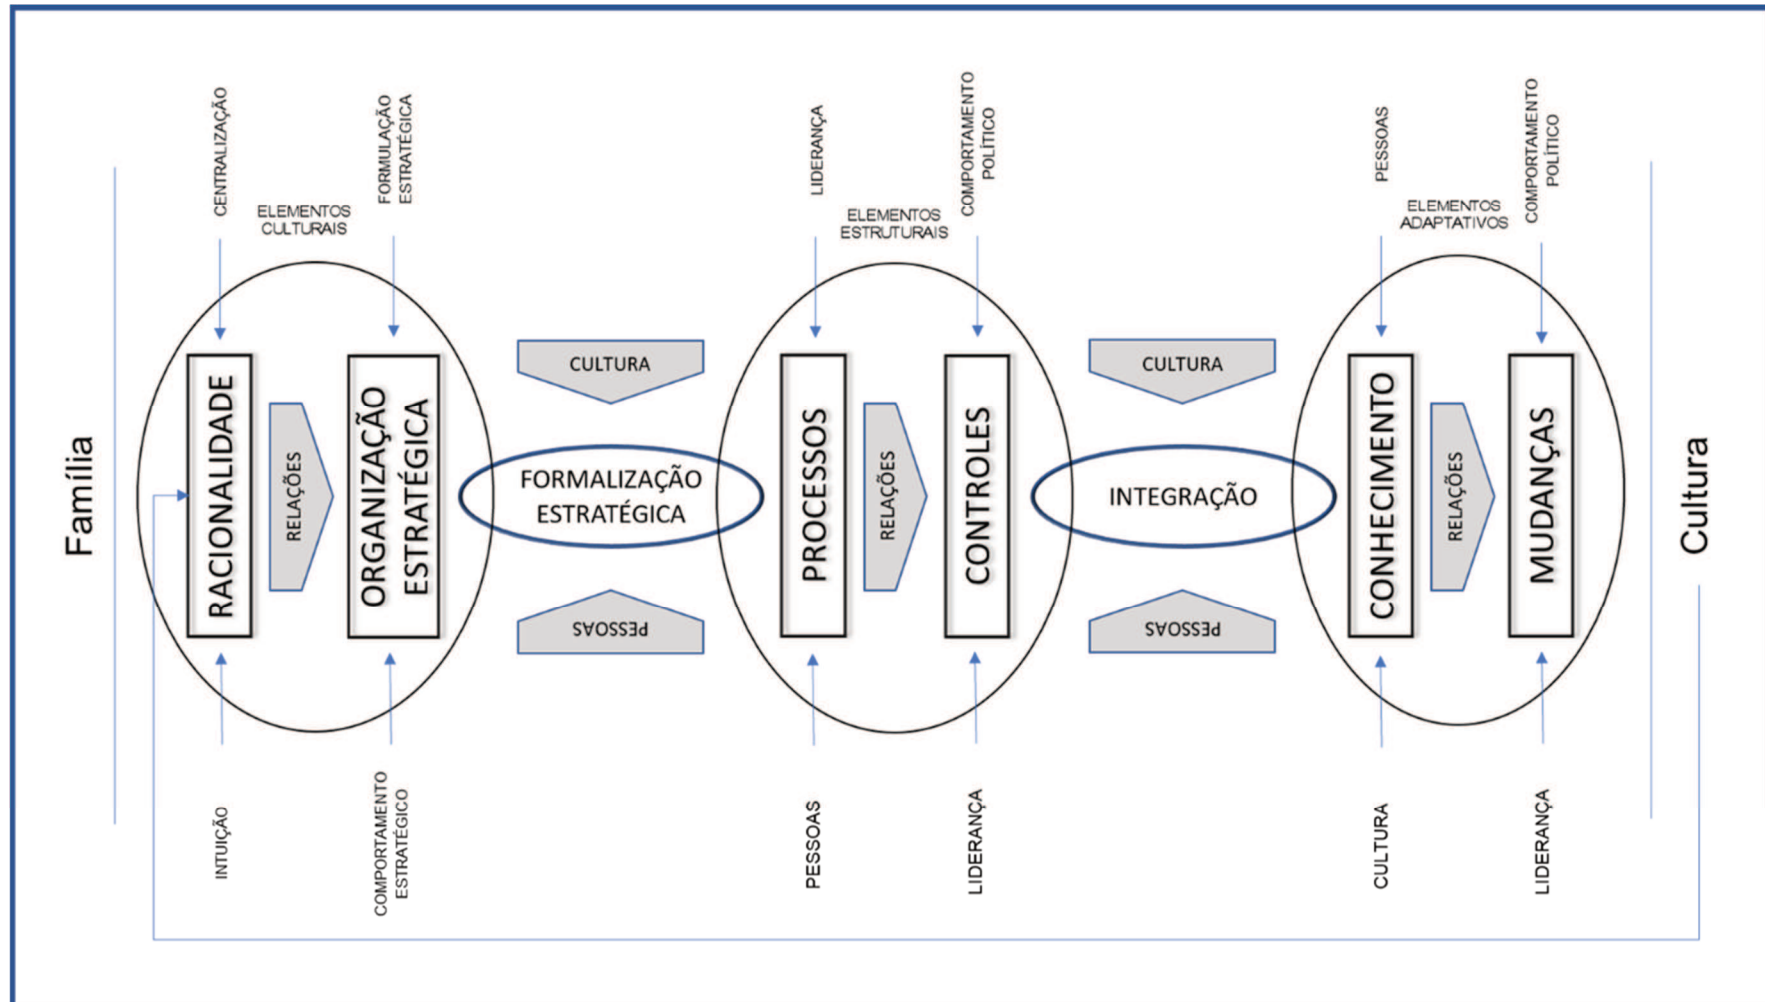 Família
CENTRALIZAÇÃO
FORMULAÇÃO
ESTRATÉGICA
ELEMENTOS
CULTURAIS
RACIONALIDADE
RELAÇÕES
ORGANIZAÇÃO
ESTRATÉGICA
INTUIÇÃO
COMPORTAMENTO
ESTRATÉGICO
CULTURA
FORMALIZAÇÃO
ESTRATÉGICA
PESSOAS
LIDERANÇA
COMPORTAMENTO
POLÍTICO
ELEMENTOS
ESTRUTURAIS
PROCESSOS
RELAÇÕES
CONTROLES
PESSOAS
LIDERANÇA
CULTURA
INTEGRAÇÃO
PESSOAS
PESSOAS
COMPORTAMENTO
POLÍTICO
ELEMENTOS
ADAPTATIVOS
CONHECIMENTO
RELAÇÕES
MUDANÇAS
CULTURA
LIDERANÇA
Cultura